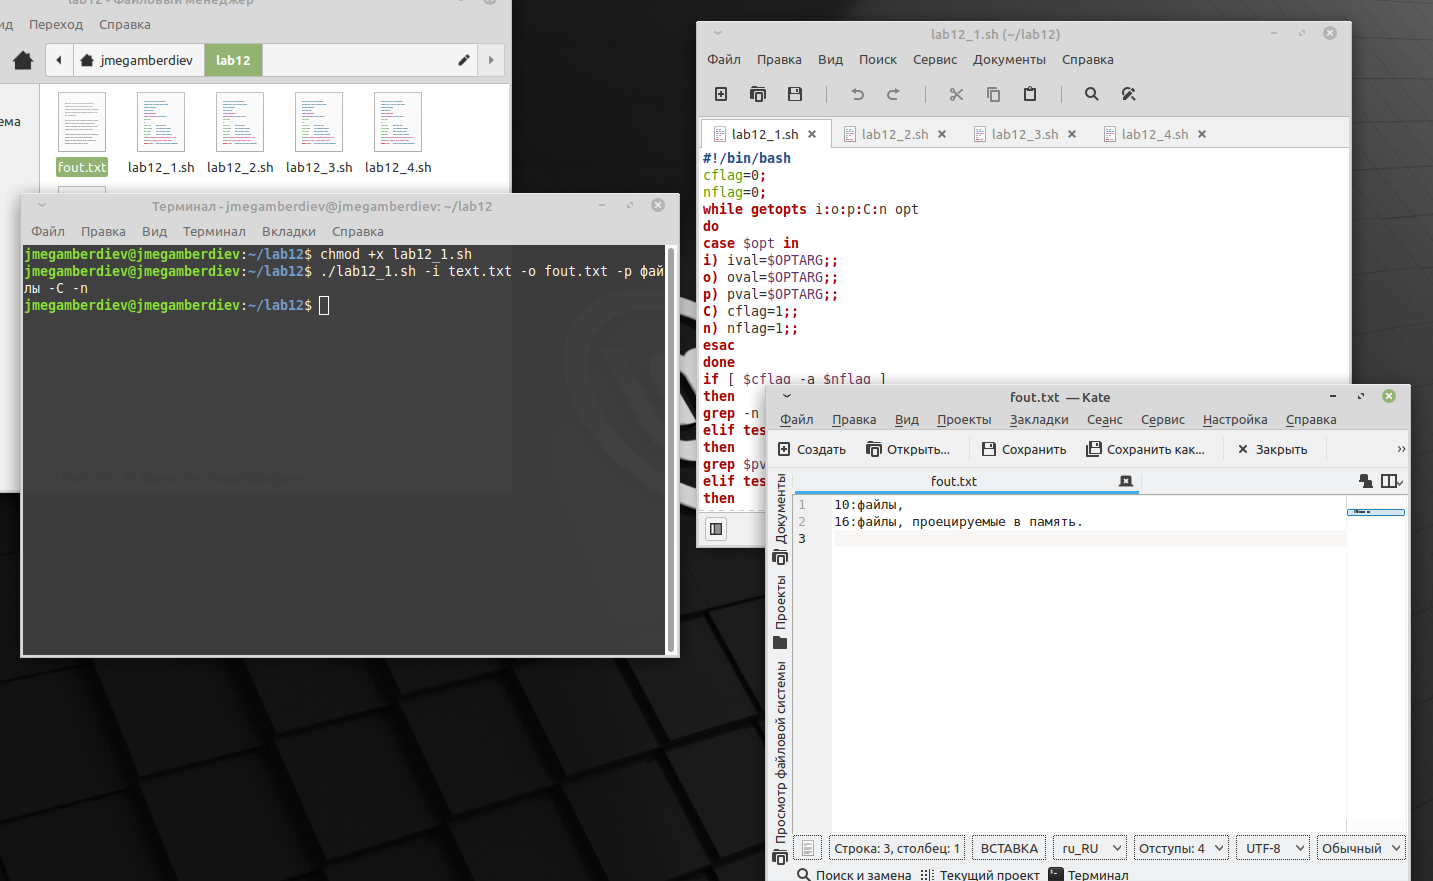 lab12 - Файловый менеджер
Переход Справка
jmegamberdiev lab12
fout.txt lab12_1.sh lab12_2.sh lab12_3.sh lab12_4.sh
Терминал - jmegamberdiev@jmegamberdiev: ~/lab12
Файл Правка Вид Терминал Вкладки Справка
jmegamberdiev@jmegamberdiev:~/lab12$ chmod +x lab12_1.sh
jmegamberdiev@jmegamberdiev:~/lab12$ ./lab12_1.sh -i text.txt -o fout.txt -p фай
лы -C -n
jmegamberdiev@jmegamberdiev:~/lab12$
lab12_1.sh (~/lab12)
Файл Правка Вид Поиск Сервис Документы Справка
lab12_1.sh lab12_2.sh lab12_3.sh lab12_4.sh
#!/bin/bash
cflag=0;
nflag=0;
while getopts i:o:p:C:n opt
do
case $opt in
i) ival=$OPTARG;;
o) oval=$OPTARG;;
p) pval=$OPTARG;;
C) cflag=1;;
n) nflag=1;;
esac
done
if [ $cflag -a $nflag ]
then
grep -n
elif tes
then
grep $pv
elif tes
then
fout.txt — Kate
Файл Правка Вид Проекты Закладки Сеанс Сервис Настройка Справка
Создать Открыть... Сохранить Сохранить как... Закрыть »
fout.txt
1 10:файлы,
2 16:файлы, проецируемые в память.
3
Документы
Проекты
Просмотр файловой системы
Строка: 3, столбец: 1 ВСТАВКА ru_RU Отступы: 4 UTF-8 Обычный
Поиск и замена Текущий проект Терминал